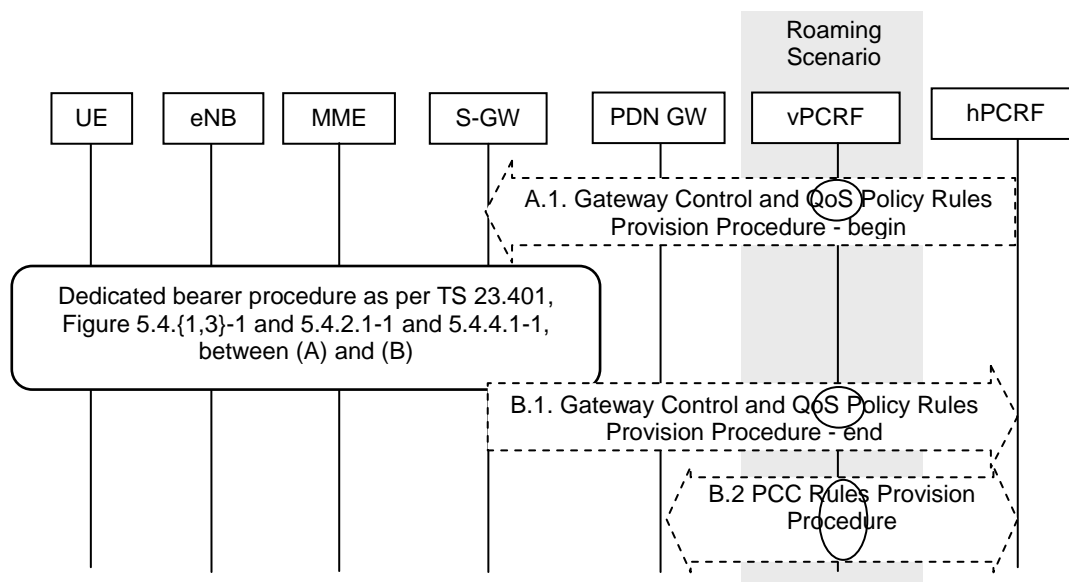 Roaming
Scenario
UE
eNB
MME
S-GW
PDN GW
vPCRF
hPCRF
A.1. Gateway Control and QoS Policy Rules
Provision Procedure - begin
Dedicated bearer procedure as per TS 23.401,
Figure 5.4.{1,3}-1 and 5.4.2.1-1 and 5.4.4.1-1,
between (A) and (B)
B.1. Gateway Control and QoS Policy Rules
Provision Procedure - end
B.2 PCC Rules Provision
Procedure